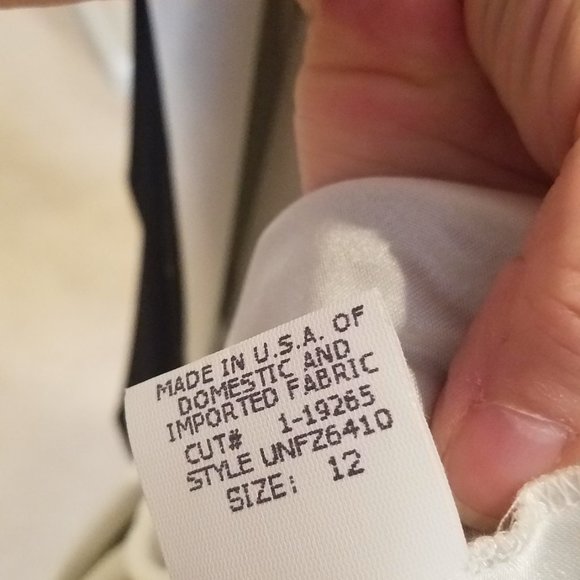 MADE IN U.S.A. OF
DOMESTIC AND
IMPORTED FABRIC
CUT# 1-19265
STYLE UNFZ6410
SIZE: 12